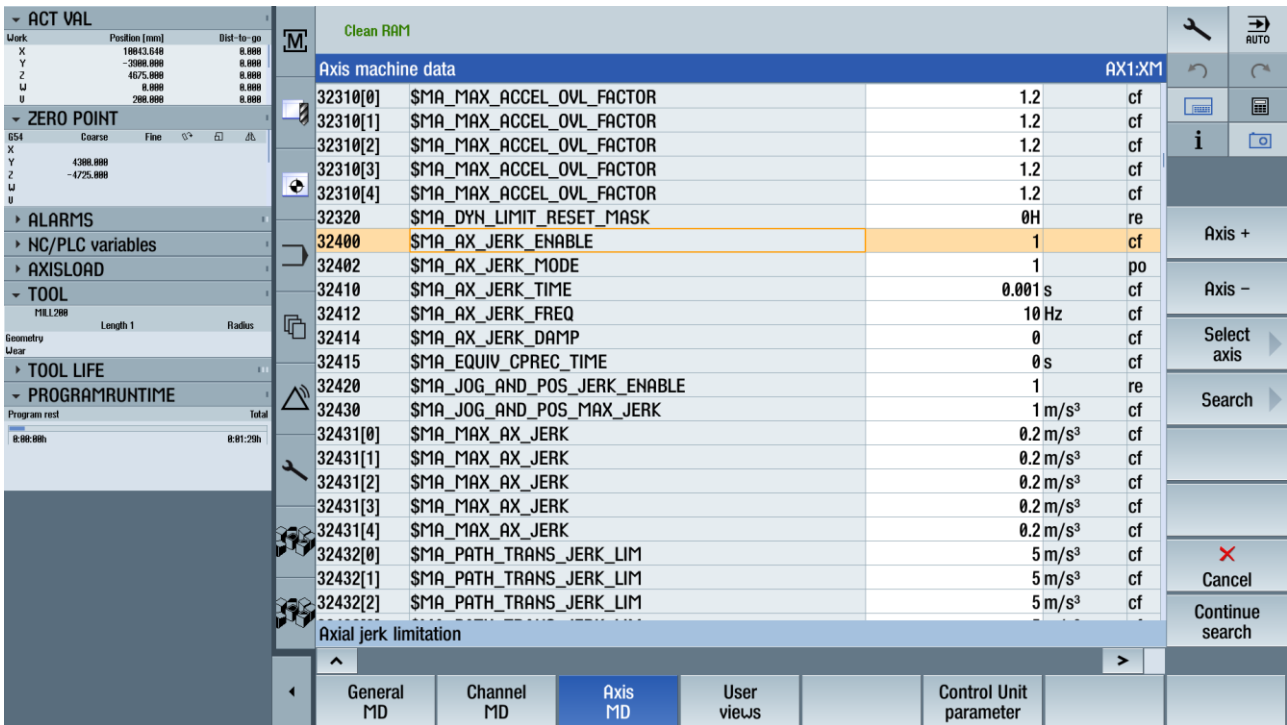 ACT VAL
Work Position [mm] Dist-to-go
X 10043.640 0.000
Y -3900.000 0.000
Z 4675.000 0.000
W 0.000 0.000
U 200.000 0.000
ZERO POINT
G54 Coarse Fine
X
Y 4300.000
Z -4725.000
W
U
ALARMS
NC/PLC variables
AXISLOAD
TOOL
MILL200
Length 1 Radius
Geometry
Wear
TOOL LIFE
PROGRAMRUNTIME
Program rest Total
0:00:00h 0:01:29h
M
Clean RAM
Axis machine data AX1:XM1
32310[0] $MA_MAX_ACCEL_OVL_FACTOR 1.2 cf
32310[1] $MA_MAX_ACCEL_OVL_FACTOR 1.2 cf
32310[2] $MA_MAX_ACCEL_OVL_FACTOR 1.2 cf
32310[3] $MA_MAX_ACCEL_OVL_FACTOR 1.2 cf
32310[4] $MA_MAX_ACCEL_OVL_FACTOR 1.2 cf
32320 $MA_DYN_LIMIT_RESET_MASK 0H re
32400 $MA_AX_JERK_ENABLE 1 cf
32402 $MA_AX_JERK_MODE 1 po
32410 $MA_AX_JERK_TIME 0.001 s cf
32412 $MA_AX_JERK_FREQ 10 Hz cf
32414 $MA_AX_JERK_DAMP 0 cf
32415 $MA_EQUIV_CPREC_TIME 0 s cf
32420 $MA_JOG_AND_POS_JERK_ENABLE 1 re
32430 $MA_JOG_AND_POS_MAX_JERK 1 m/s³ cf
32431[0] $MA_MAX_AX_JERK 0.2 m/s³ cf
32431[1] $MA_MAX_AX_JERK 0.2 m/s³ cf
32431[2] $MA_MAX_AX_JERK 0.2 m/s³ cf
32431[3] $MA_MAX_AX_JERK 0.2 m/s³ cf
32431[4] $MA_MAX_AX_JERK 0.2 m/s³ cf
32432[0] $MA_PATH_TRANS_JERK_LIM 5 m/s³ cf
32432[1] $MA_PATH_TRANS_JERK_LIM 5 m/s³ cf
32432[2] $MA_PATH_TRANS_JERK_LIM 5 m/s³ cf
Axial jerk limitation
General MD
Channel MD
Axis MD
User views
Control Unit parameter
AUTO
i
Axis +
Axis -
Select axis
Search
Cancel
Continue search